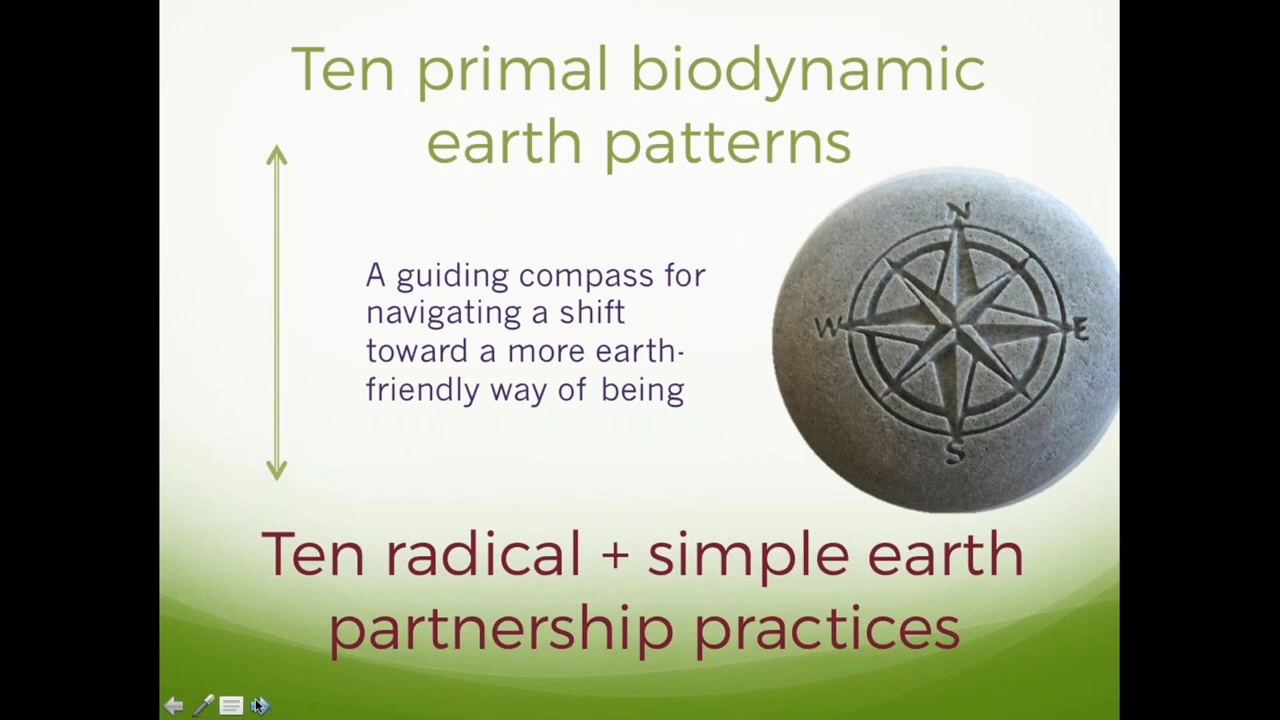 Ten primal biodynamic
earth patterns
A guiding compass for
navigating a shift
toward a more earth-
friendly way of being
N
W
E
S
Ten radical + simple earth
partnership practices